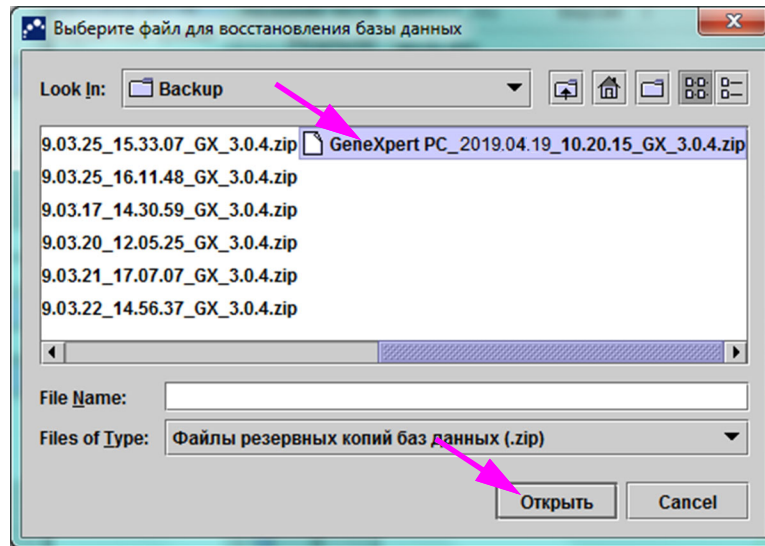 Выберите файл для восстановления базы данных
Look In: Backup
9.03.25_15.33.07_GX_3.0.4.zip GeneXpert PC_2019.04.19_10.20.15_GX_3.0.4.zip
9.03.25_16.11.48_GX_3.0.4.zip
9.03.17_14.30.59_GX_3.0.4.zip
9.03.20_12.05.25_GX_3.0.4.zip
9.03.21_17.07.07_GX_3.0.4.zip
9.03.22_14.56.37_GX_3.0.4.zip
File Name:
Files of Type: Файлы резервных копий баз данных (.zip)
Открыть Cancel